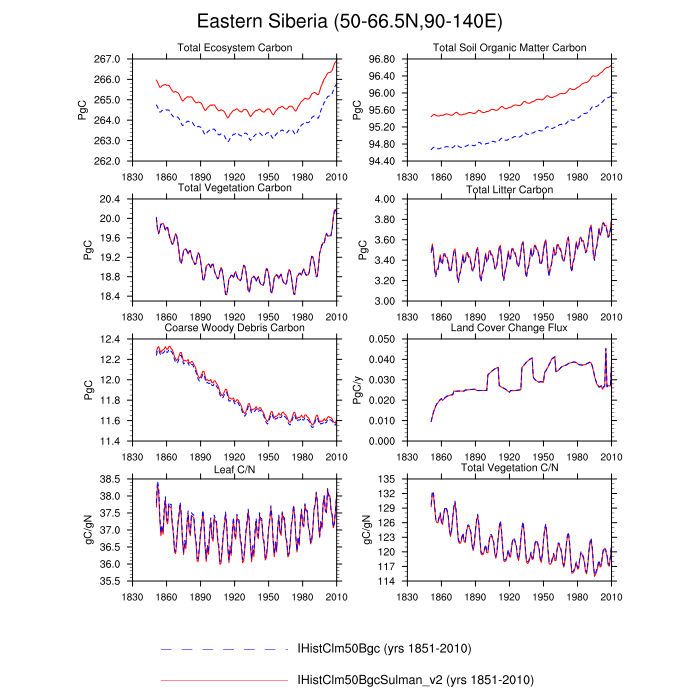 Eastern Siberia (50-66.5N,90-140E)
Total Ecosystem Carbon
PgC
267.0
266.0
265.0
264.0
263.0
262.0
1830 1860 1890 1920 1950 1980 2010
Total Soil Organic Matter Carbon
PgC
96.80
96.40
96.00
95.60
95.20
94.80
94.40
1830 1860 1890 1920 1950 1980 2010
Total Vegetation Carbon
PgC
20.4
20.0
19.6
19.2
18.8
18.4
1830 1860 1890 1920 1950 1980 2010
Total Litter Carbon
PgC
4.00
3.80
3.60
3.40
3.20
3.00
1830 1860 1890 1920 1950 1980 2010
Coarse Woody Debris Carbon
PgC
12.4
12.2
12.0
11.8
11.6
11.4
1830 1860 1890 1920 1950 1980 2010
Land Cover Change Flux
PgC/y
0.050
0.040
0.030
0.020
0.010
0.000
1830 1860 1890 1920 1950 1980 2010
Leaf C/N
gC/gN
38.5
38.0
37.5
37.0
36.5
36.0
35.5
1830 1860 1890 1920 1950 1980 2010
Total Vegetation C/N
gC/gN
135
132
129
126
123
120
117
114
1830 1860 1890 1920 1950 1980 2010
IHistClm50Bgc (yrs 1851-2010)
IHistClm50BgcSulman_v2 (yrs 1851-2010)